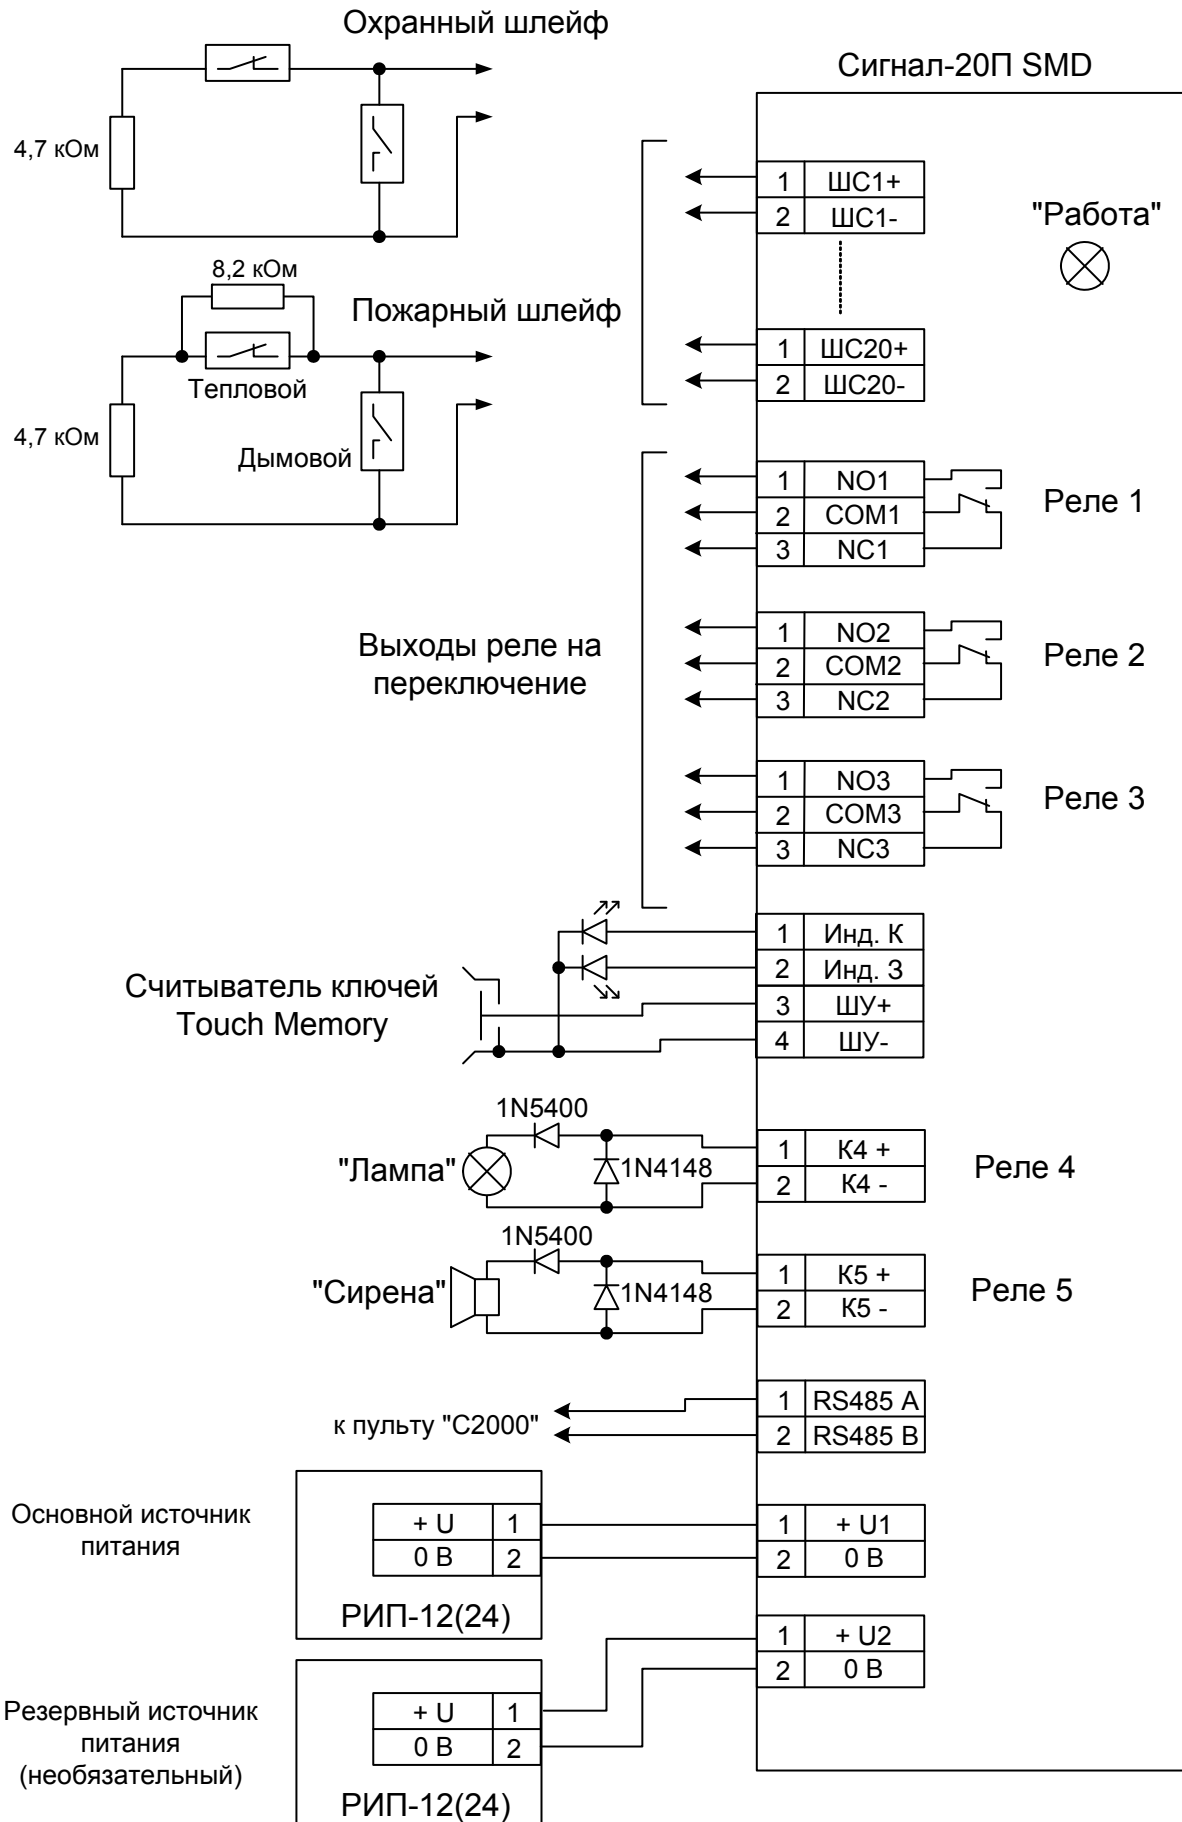 Охранный шлейф
4,7 кОм
8,2 кОм
Пожарный шлейф
Тепловой
4,7 кОм
Дымовой
Выходы реле на
переключение
Считыватель ключей
Touch Memory
1N5400
"Лампа"
1N4148
1N5400
"Сирена"
1N4148
к пульту "С2000"
Основной источник
питания
+ U 1
0 В 2
РИП-12(24)
Резервный источник
питания
(необязательный)
+ U 1
0 В 2
РИП-12(24)
Сигнал-20П SMD
"Работа"
1 ШС1+
2 ШС1-
1 ШС20+
2 ШС20-
1 NO1
2 COM1
3 NC1
Реле 1
1 NO2
2 COM2
3 NC2
Реле 2
1 NO3
2 COM3
3 NC3
Реле 3
1 Инд. К
2 Инд. З
3 ШУ+
4 ШУ-
1 К4 +
2 К4 -
Реле 4
1 К5 +
2 К5 -
Реле 5
1 RS485 A
2 RS485 B
1 + U1
2 0 В
1 + U2
2 0 В